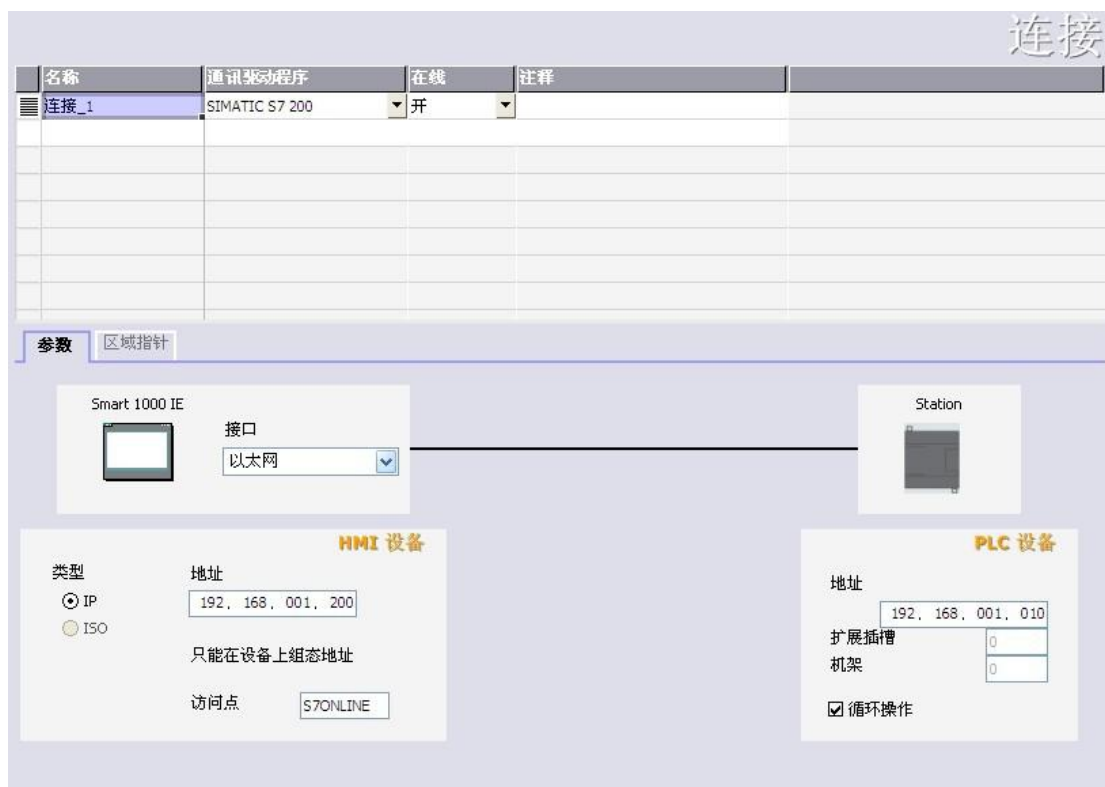 连接
名称 通讯驱动程序 在线 注释
连接_1 SIMATIC S7 200 开
参数 区域指针
Smart 1000 IE
接口
以太网
Station
HMI 设备
类型 地址
IP 192, 168, 001, 200
ISO
只能在设备上组态地址
访问点 S7ONLINE
PLC 设备
地址
192, 168, 001, 010
扩展插槽 0
机架 0
循环操作